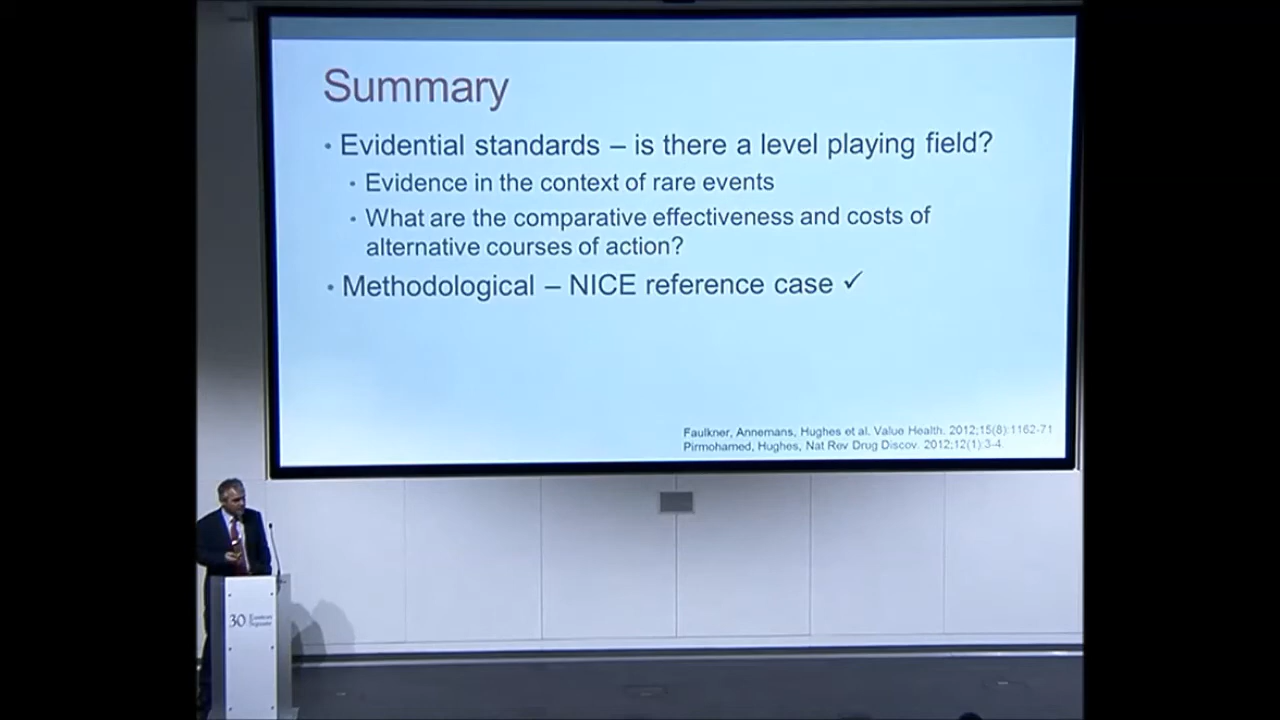 Summary
• Evidential standards – is there a level playing field?
• Evidence in the context of rare events
• What are the comparative effectiveness and costs of
alternative courses of action?
• Methodological – NICE reference case ✓
Faulkner, Annemans, Hughes et al. Value Health. 2012;15(8):1162-71
Pirmohamed, Hughes, Nat Rev Drug Discov. 2012;12(1):3-4.
30